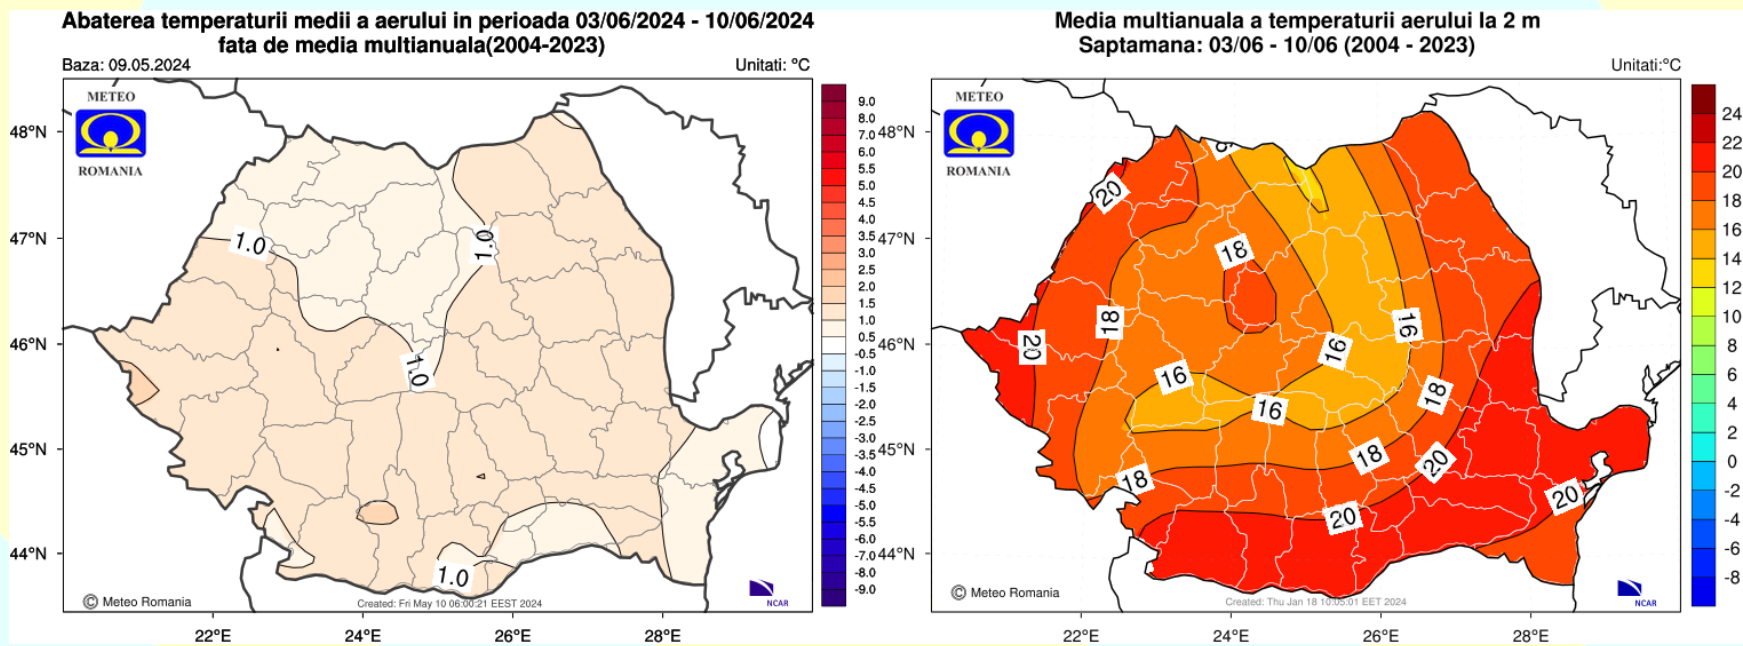 Abaterea temperaturii medii a aerului in perioada 03/06/2024 - 10/06/2024
fata de media multianuala(2004-2023)
Baza: 09.05.2024
Unitati: °C
METEO
ROMANIA
48°N
47°N
46°N
45°N
44°N
1.0
1.0
1.0
1.0
© Meteo Romania
Created: Fri May 10 06:00:21 EEST 2024
NCAR
22°E
24°E
26°E
28°E
9.0
8.0
7.0
6.0
5.5
5.0
4.5
4.0
3.5
3.0
2.5
2.0
1.5
1.0
0.5
-0.5
-1.0
-1.5
-2.0
-2.5
-3.0
-3.5
-4.0
-4.5
-5.0
-5.5
-6.0
-7.0
-8.0
-9.0
Media multianuala a temperaturii aerului la 2 m
Saptamana: 03/06 - 10/06 (2004 - 2023)
Unitati:°C
METEO
ROMANIA
48°N
47°N
46°N
45°N
44°N
20
18
18
20
16
16
16
16
18
18
20
18
20
20
© Meteo Romania
Created: Thu Jan 18 10:05:01 EET 2024
NCAR
22°E
24°E
26°E
28°E
24
22
20
18
16
14
12
10
8
6
4
2
0
-2
-4
-6
-8